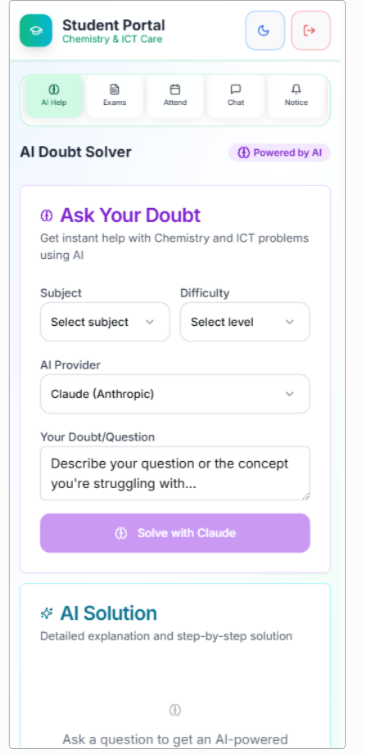 Student Portal
Chemistry & ICT Care
AI Help
Exams
Attend
Chat
Notice
AI Doubt Solver
Powered by AI
Ask Your Doubt
Get instant help with Chemistry and ICT problems
using AI
Subject
Difficulty
Select subject
Select level
AI Provider
Claude (Anthropic)
Your Doubt/Question
Describe your question or the concept
you're struggling with...
Solve with Claude
AI Solution
Detailed explanation and step-by-step solution
Ask a question to get an AI-powered